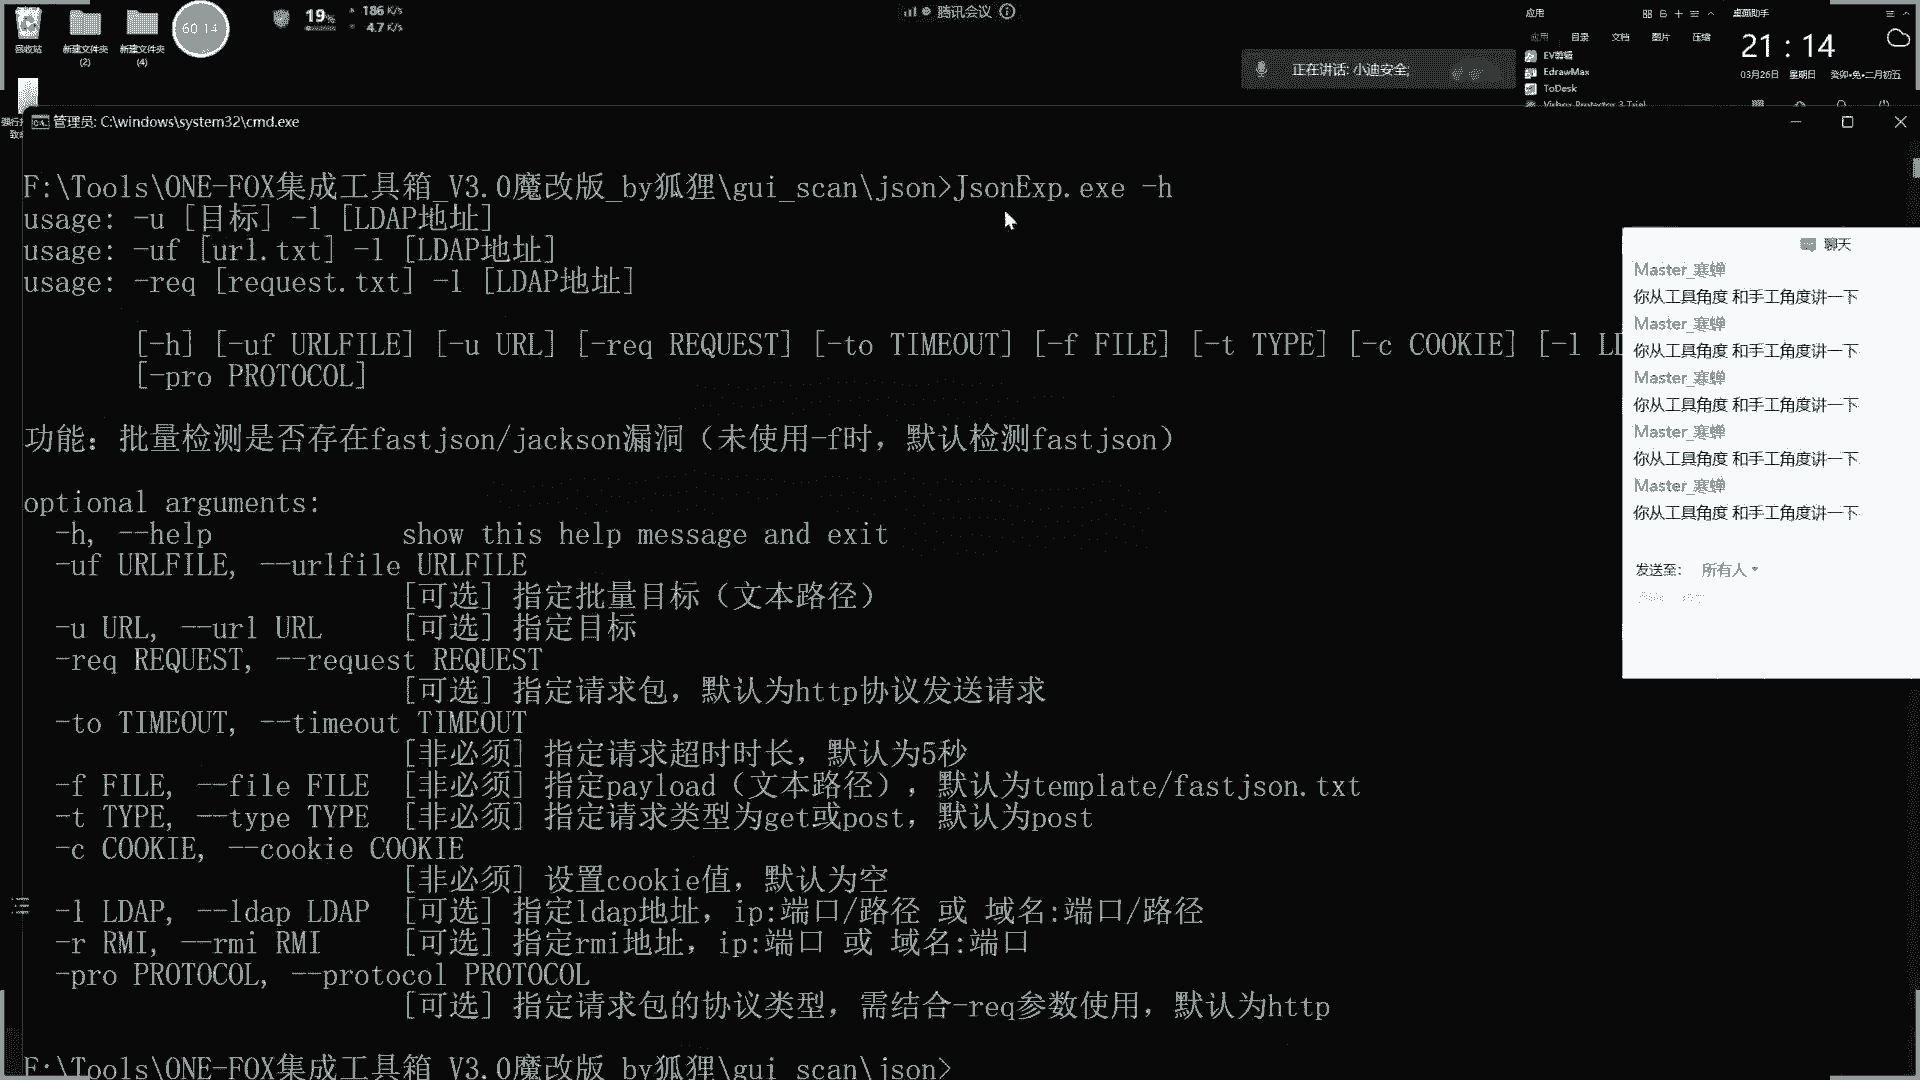 回收站
新建文件夹
(2)
新建文件夹
(4)
60 14
19%
186 K/s
4.7 K/s
腾讯会议
正在讲话: 小迪安全;
应用
应用 目录 文档 图片 压缩
EV剪辑
EdrawMax
ToDesk
桌面助手
21 : 14
03月26日 星期日 癸卯•兔•二月初五
管理员: C:\windows\system32\cmd.exe
F:\Tools\ONE-FOX集成工具箱_V3.0魔改版_by狐狸\gui_scan\json>JsonExp.exe -h
usage: -u [目标] -l [LDAP地址]
usage: -uf [url.txt] -l [LDAP地址]
usage: -req [request.txt] -l [LDAP地址]
[-h] [-uf URLFILE] [-u URL] [-req REQUEST] [-to TIMEOUT] [-f FILE] [-t TYPE] [-c COOKIE] [-l LD
[-pro PROTOCOL]
功能: 批量检测是否存在fastjson/jackson漏洞（未使用-f时，默认检测fastjson）
optional arguments:
-h, --help show this help message and exit
-uf URLFILE, --urlfile URLFILE
[可选] 指定批量目标（文本路径）
-u URL, --url URL [可选] 指定目标
-req REQUEST, --request REQUEST
[可选] 指定请求包，默认为http协议发送请求
-to TIMEOUT, --timeout TIMEOUT
[非必须] 指定请求超时时长，默认为5秒
-f FILE, --file FILE [非必须] 指定payload（文本路径），默认为template/fastjson.txt
-t TYPE, --type TYPE [非必须] 指定请求类型为get或post，默认为post
-c COOKIE, --cookie COOKIE
[非必须] 设置cookie值，默认为空
-l LDAP, --ldap LDAP [可选] 指定ldap地址，ip:端口/路径 或 域名:端口/路径
-r RMI, --rmi RMI [可选] 指定rmi地址，ip:端口 或 域名:端口
-pro PROTOCOL, --protocol PROTOCOL
[可选] 指定请求包的协议类型，需结合-req参数使用，默认为http
F:\Tools\ONE-FOX集成工具箱_V3.0魔改版_by狐狸\gui_scan\json>
聊天
Master_寒蝉
你从工具角度 和手工角度讲一下
Master_寒蝉
你从工具角度 和手工角度讲一下
Master_寒蝉
你从工具角度 和手工角度讲一下
Master_寒蝉
你从工具角度 和手工角度讲一下
Master_寒蝉
你从工具角度 和手工角度讲一下
发送至: 所有人